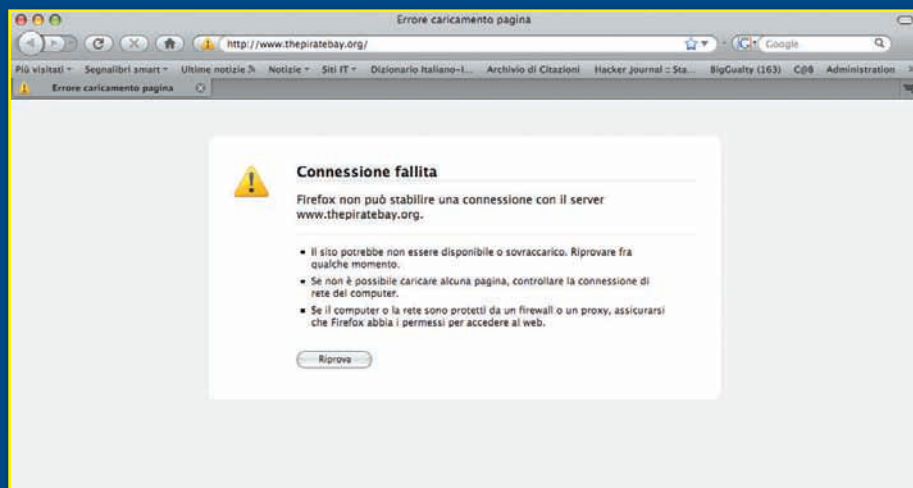 Errore caricamento pagina
http://www.thepiratebay.org/
Google
Più visitati Segnalibri smart Ultime notizie Notizie Siti IT Dizionario Italiano-I... Archivio di Citazioni Hacker Journal :: Sta... BigGualty (163) C@8 Administration
Errore caricamento pagina
Connessione fallita
Firefox non può stabilire una connessione con il server
www.thepiratebay.org.
Il sito potrebbe non essere disponibile o sovraccarico. Riprovare fra
qualche momento.
Se non è possibile caricare alcuna pagina, controllare la connessione di
rete del computer.
Se il computer o la rete sono protetti da un firewall o un proxy, assicurarsi
che Firefox abbia i permessi per accedere al web.
Riprova